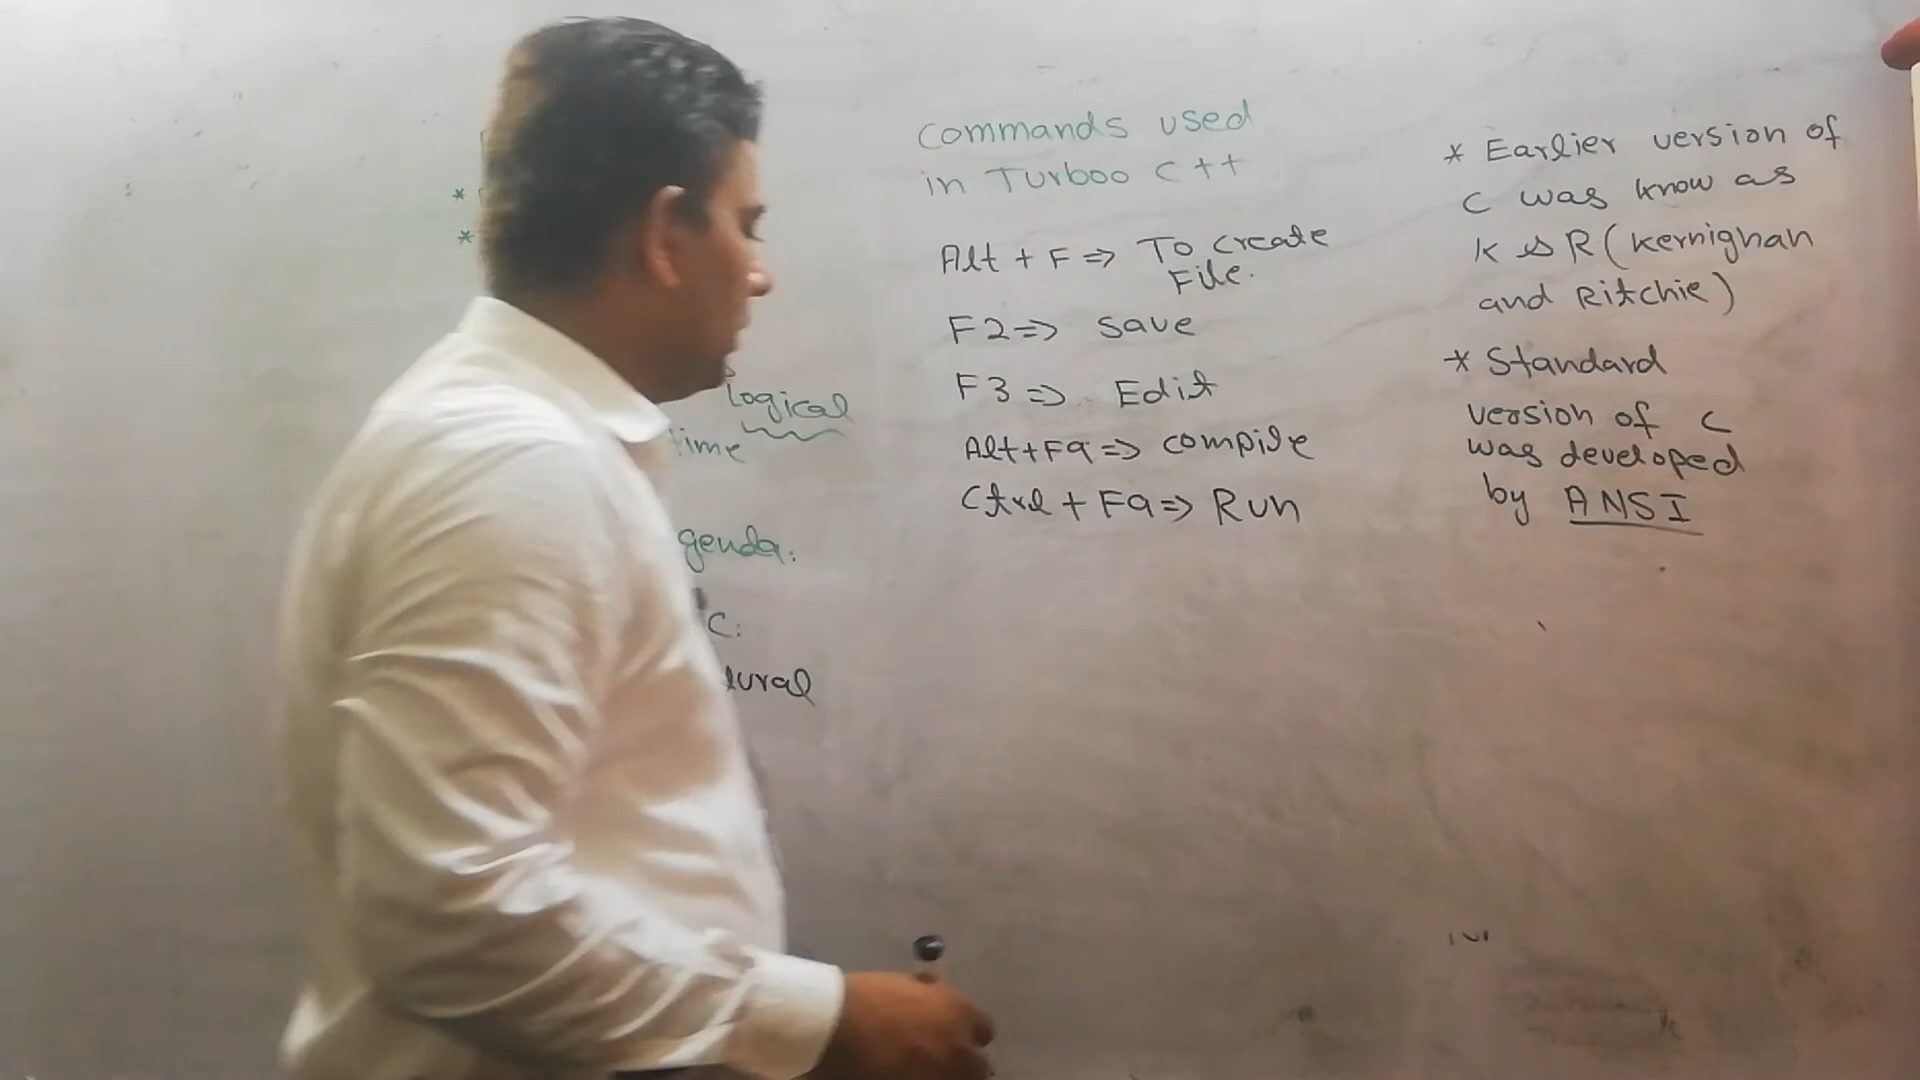 *
*
logical
time
genda:
C:
Commands used
in Turboo C++
Alt + F => To create
File.
F2 => save
F3 => Edit
Alt+F9 => compile
Ctrl + F9 => Run
* Earlier version of
C was know as
K & R (Kernighan
and Ritchie)
* Standard
version of C
was developed
by ANSI